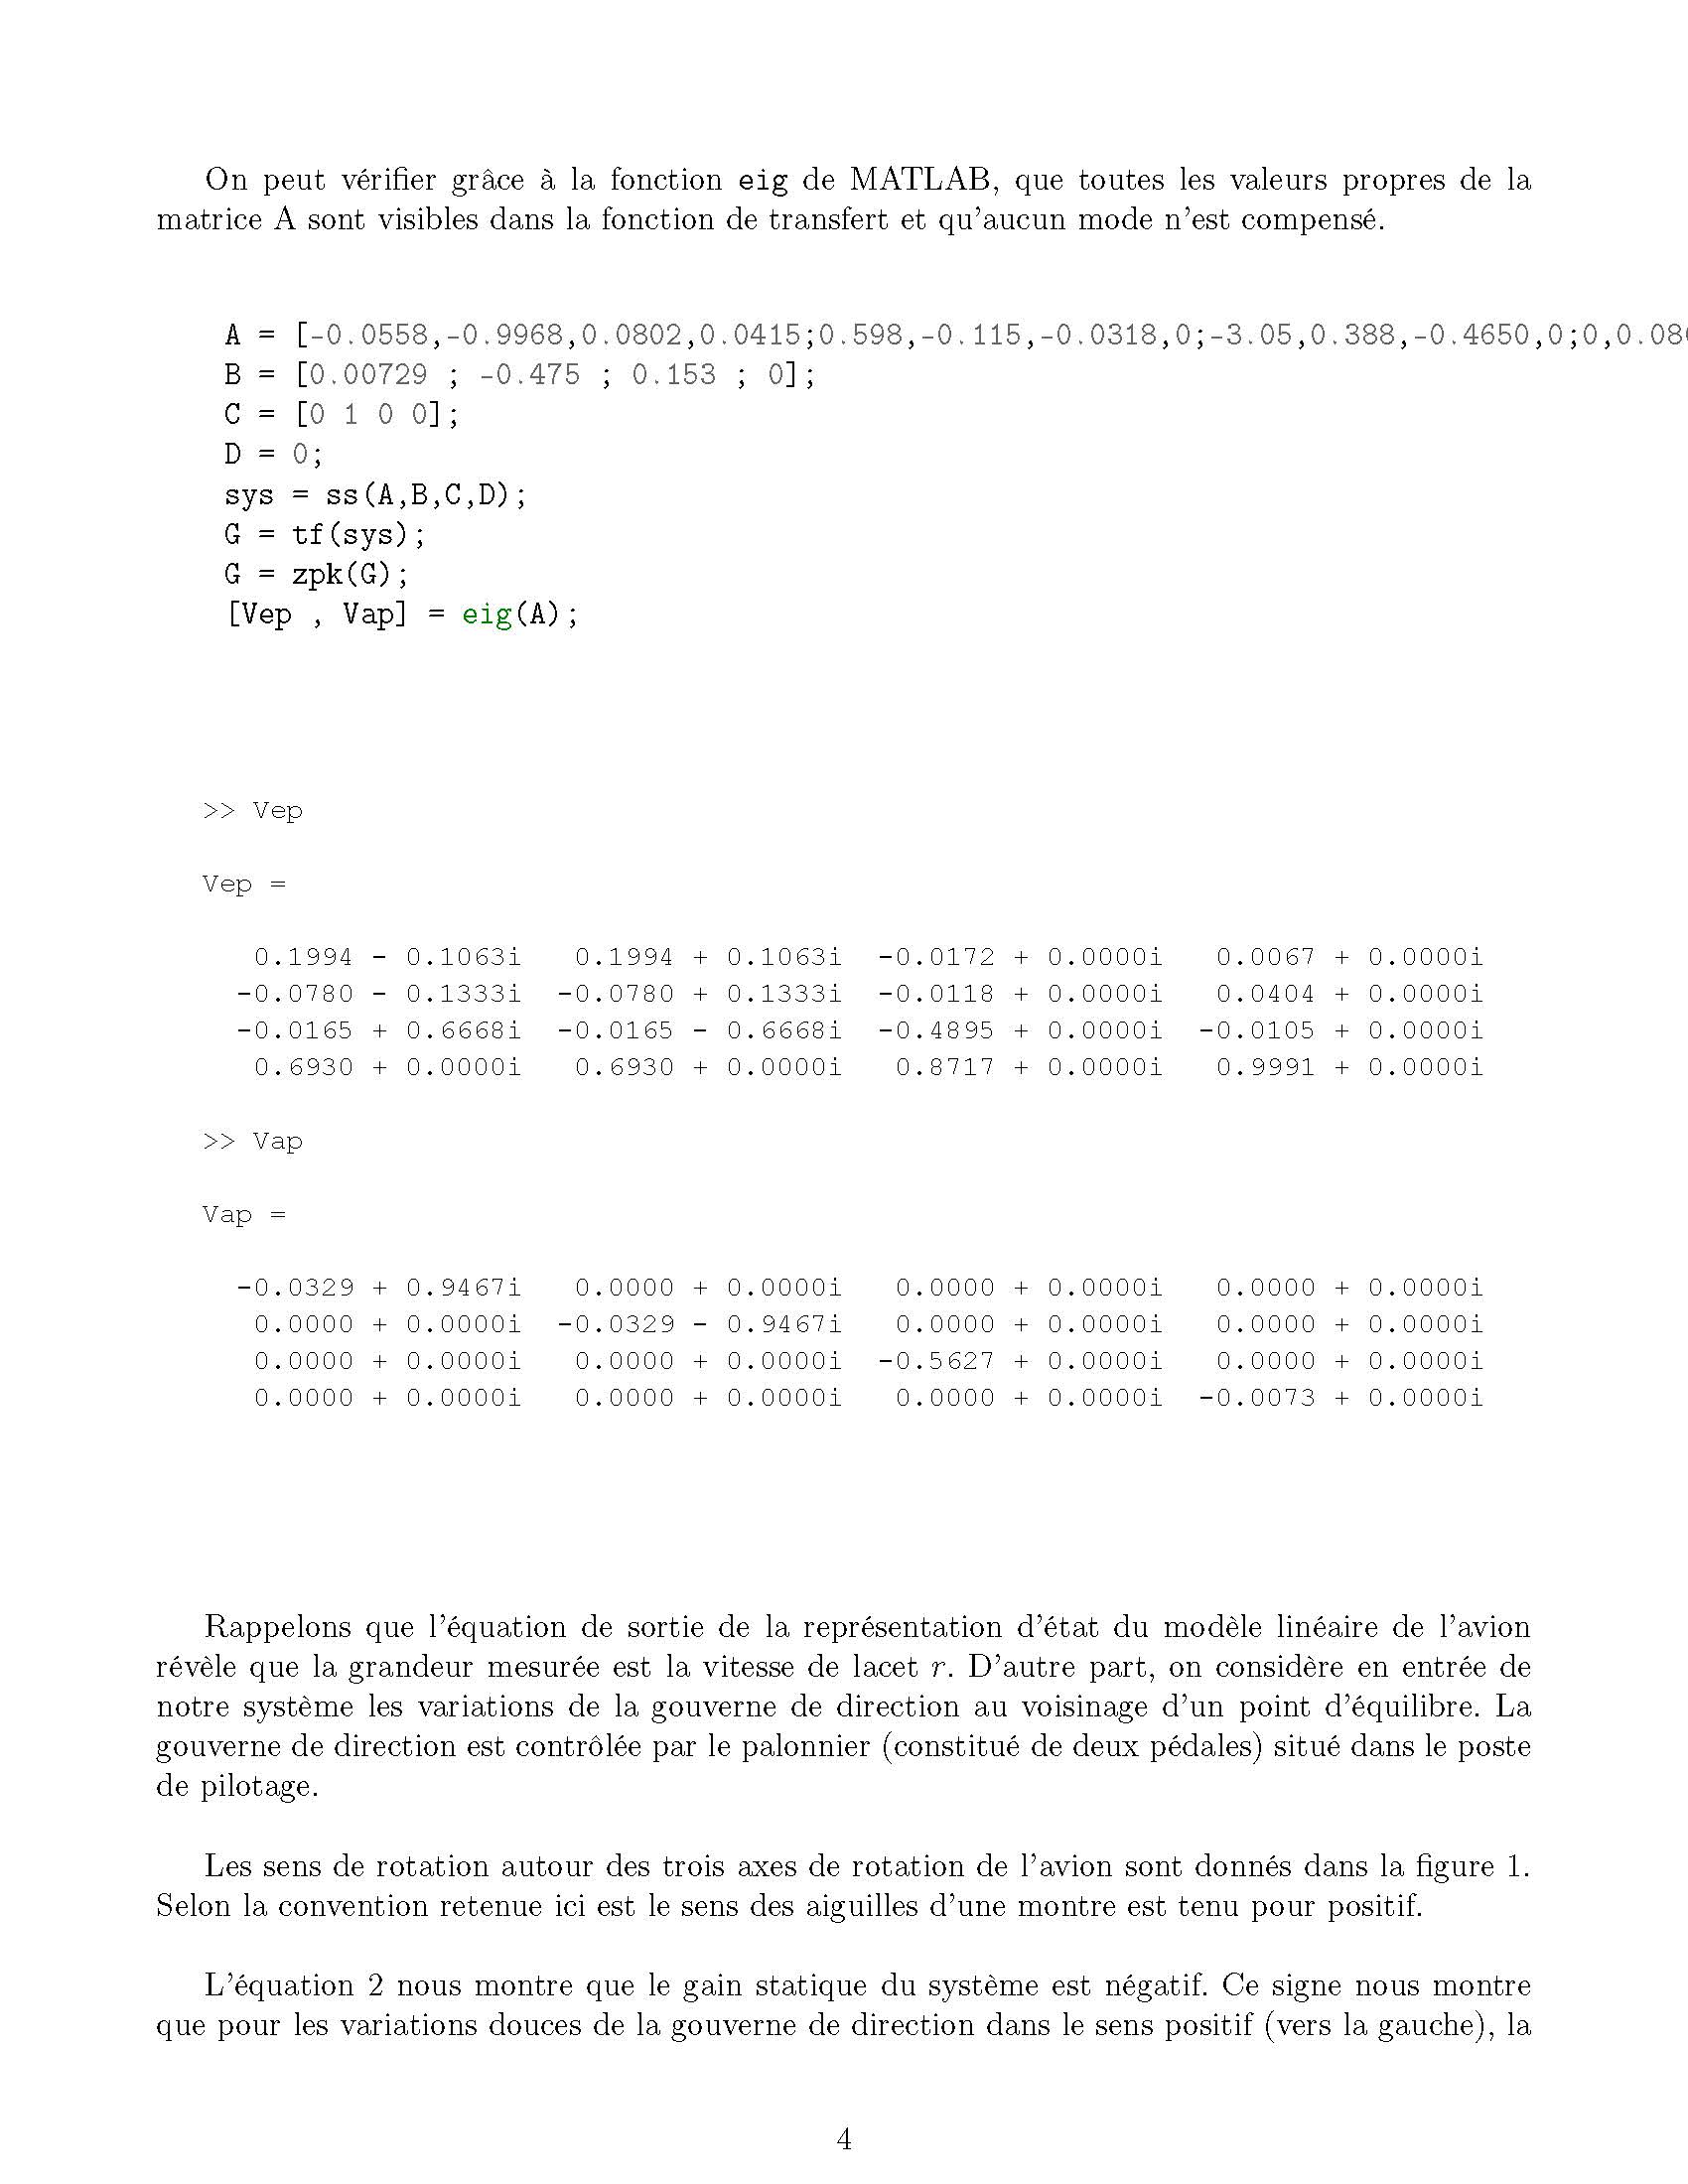 On peut vérifier grâce à la fonction eig de MATLAB, que toutes les valeurs propres de la
matrice A sont visibles dans la fonction de transfert et qu'aucun mode n'est compensé.
A = [-0.0558,-0.9968,0.0802,0.0415;0.598,-0.115,-0.0318,0;-3.05,0.388,-0.4650,0;0,0.080
B = [0.00729 ; -0.475 ; 0.153 ; 0];
C = [0 1 0 0];
D = 0;
sys = ss(A,B,C,D);
G = tf(sys);
G = zpk(G);
[Vep , Vap] = eig(A);
>> Vep
Vep =
0.1994 - 0.1063i 0.1994 + 0.1063i -0.0172 + 0.0000i 0.0067 + 0.0000i
-0.0780 - 0.1333i -0.0780 + 0.1333i -0.0118 + 0.0000i 0.0404 + 0.0000i
-0.0165 + 0.6668i -0.0165 - 0.6668i -0.4895 + 0.0000i -0.0105 + 0.0000i
0.6930 + 0.0000i 0.6930 + 0.0000i 0.8717 + 0.0000i 0.9991 + 0.0000i
>> Vap
Vap =
-0.0329 + 0.9467i 0.0000 + 0.0000i 0.0000 + 0.0000i 0.0000 + 0.0000i
0.0000 + 0.0000i -0.0329 - 0.9467i 0.0000 + 0.0000i 0.0000 + 0.0000i
0.0000 + 0.0000i 0.0000 + 0.0000i -0.5627 + 0.0000i 0.0000 + 0.0000i
0.0000 + 0.0000i 0.0000 + 0.0000i 0.0000 + 0.0000i -0.0073 + 0.0000i
Rappelons que l'équation de sortie de la représentation d'état du modèle linéaire de l'avion
révèle que la grandeur mesurée est la vitesse de lacet r. D'autre part, on considère en entrée de
notre système les variations de la gouverne de direction au voisinage d'un point d'équilibre. La
gouverne de direction est contrôlée par le palonnier (constitué de deux pédales) situé dans le poste
de pilotage.
Les sens de rotation autour des trois axes de rotation de l'avion sont donnés dans la figure 1.
Selon la convention retenue ici est le sens des aiguilles d'une montre est tenu pour positif.
L'équation 2 nous montre que le gain statique du système est négatif. Ce signe nous montre
que pour les variations douces de la gouverne de direction dans le sens positif (vers la gauche), la
4